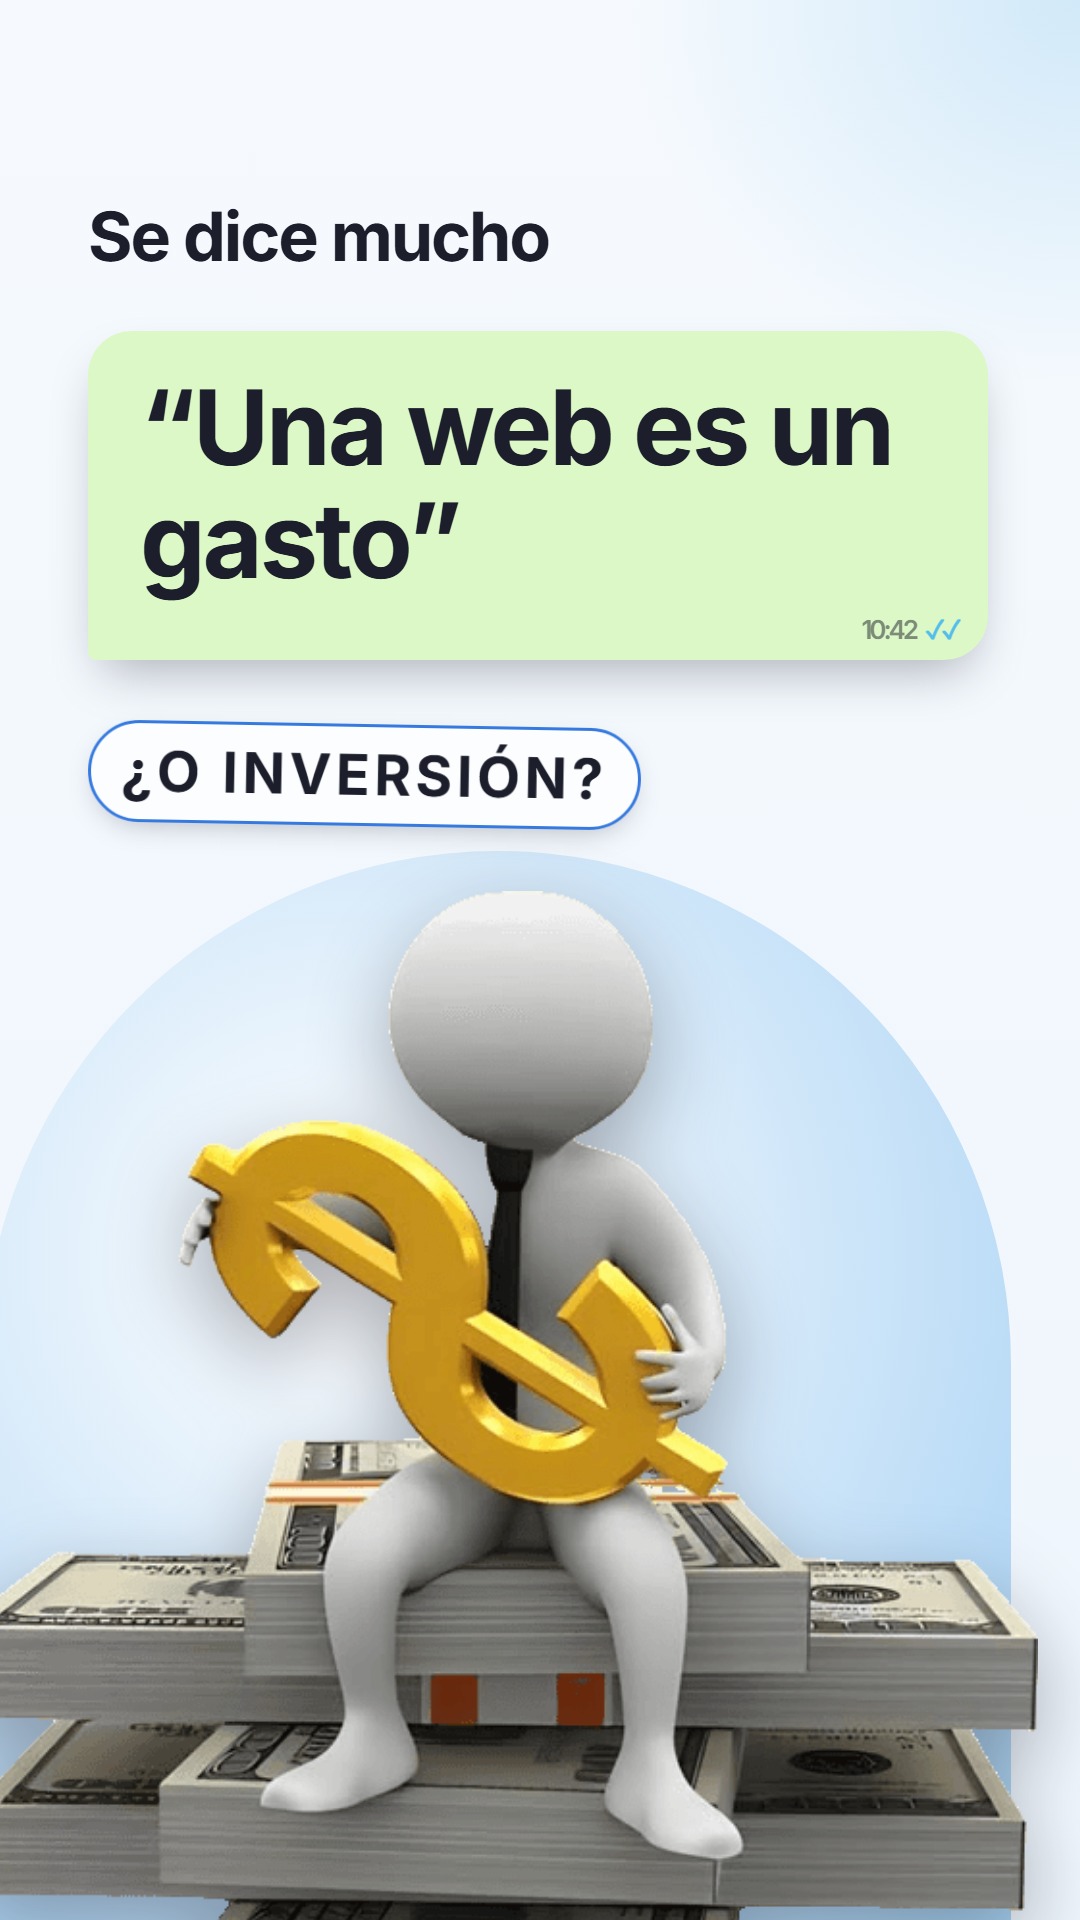 Se dice mucho
“Una web es un
gasto”
10:42 ✓✓
¿O INVERSIÓN?